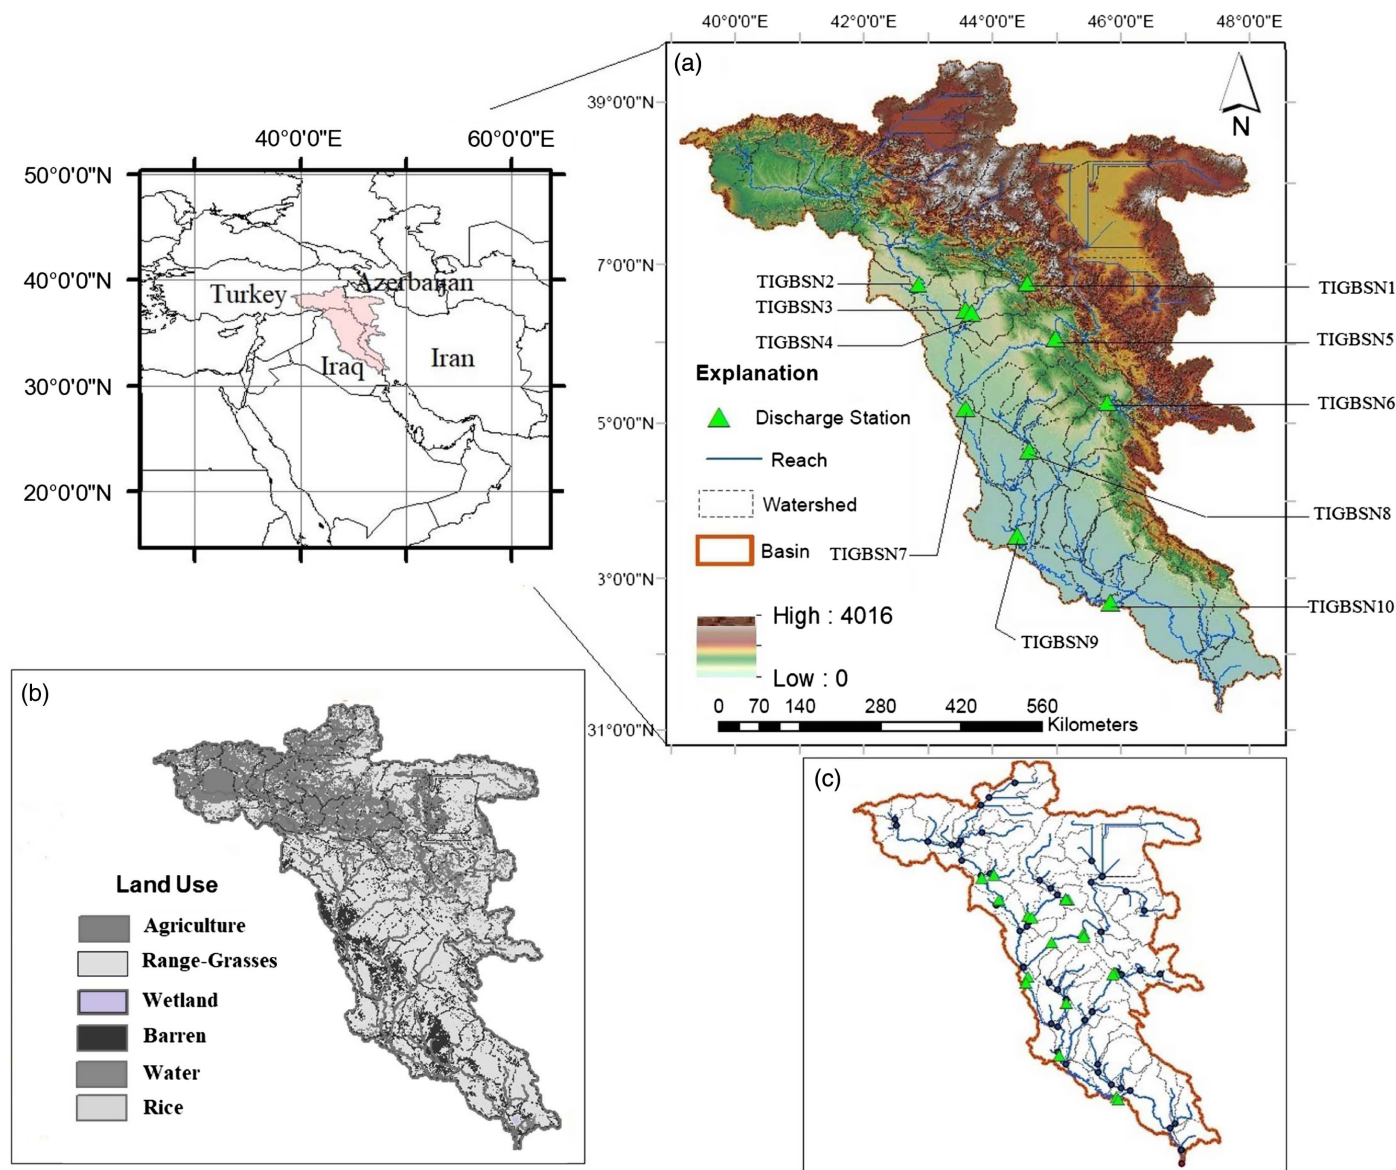 40°0'0"E 42°0'0"E 44°0'0"E 46°0'0"E 48°0'0"E
(a)
39°0'0"N
7°0'0"N
5°0'0"N
3°0'0"N
31°0'0"N
N
TIGBSN2
TIGBSN3
TIGBSN4
TIGBSN1
TIGBSN5
TIGBSN6
TIGBSN8
TIGBSN7
TIGBSN10
TIGBSN9
Explanation
Discharge Station
Reach
Watershed
Basin
High : 4016
Low : 0
0 70 140 280 420 560
Kilometers
40°0'0"E 60°0'0"E
50°0'0"N
40°0'0"N
30°0'0"N
20°0'0"N
Turkey
Azerbanan
Iraq
Iran
(b)
Land Use
Agriculture
Range-Grasses
Wetland
Barren
Water
Rice
(c)